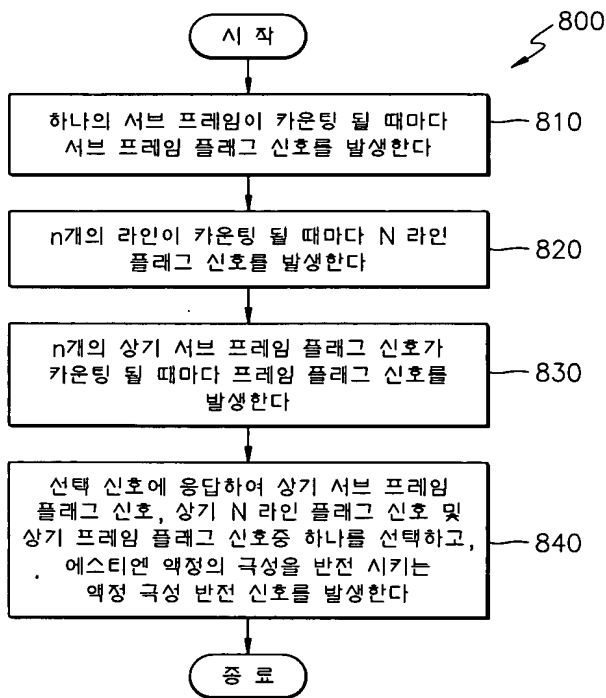 시 작
800
하나의 서브 프레임이 카운팅 될 때마다
서브 프레임 플래그 신호를 발생한다
810
n개의 라인이 카운팅 될 때마다 N 라인
플래그 신호를 발생한다
820
n개의 상기 서브 프레임 플래그 신호가
카운팅 될 때마다 프레임 플래그 신호를
발생한다
830
선택 신호에 응답하여 상기 서브 프레임
플래그 신호, 상기 N 라인 플래그 신호 및
상기 프레임 플래그 신호중 하나를 선택하고,
에스티엔 액정의 극성을 반전 시키는
액정 극성 반전 신호를 발생한다
840
종 료